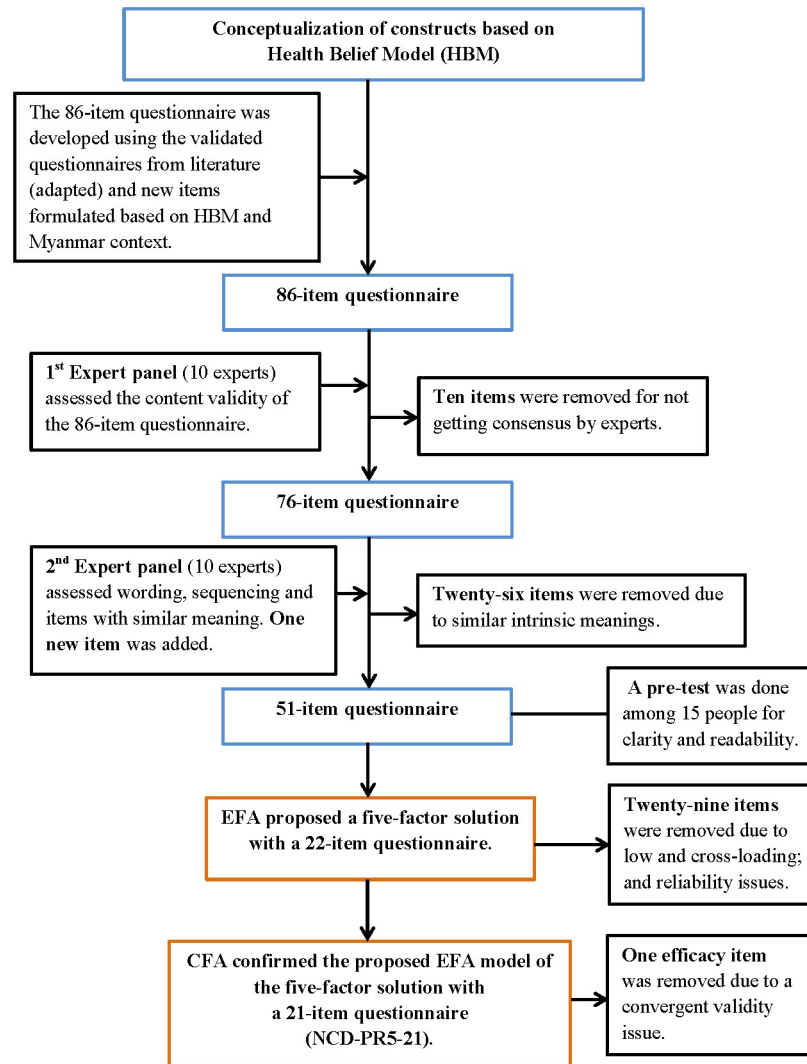 Conceptualization of constructs based on
Health Belief Model (HBM)
The 86-item questionnaire was
developed using the validated
questionnaires from literature
(adapted) and new items
formulated based on HBM and
Myanmar context.
86-item questionnaire
1st Expert panel (10 experts)
assessed the content validity of
the 86-item questionnaire.
Ten items were removed for not
getting consensus by experts.
76-item questionnaire
2nd Expert panel (10 experts)
assessed wording, sequencing and
items with similar meaning. One
new item was added.
Twenty-six items were removed due
to similar intrinsic meanings.
51-item questionnaire
A pre-test was done
among 15 people for
clarity and readability.
EFA proposed a five-factor solution
with a 22-item questionnaire.
Twenty-nine items
were removed due to
low and cross-loading;
and reliability issues.
CFA confirmed the proposed EFA model of
the five-factor solution with
a 21-item questionnaire
(NCD-PR5-21).
One efficacy item
was removed due to a
convergent validity
issue.